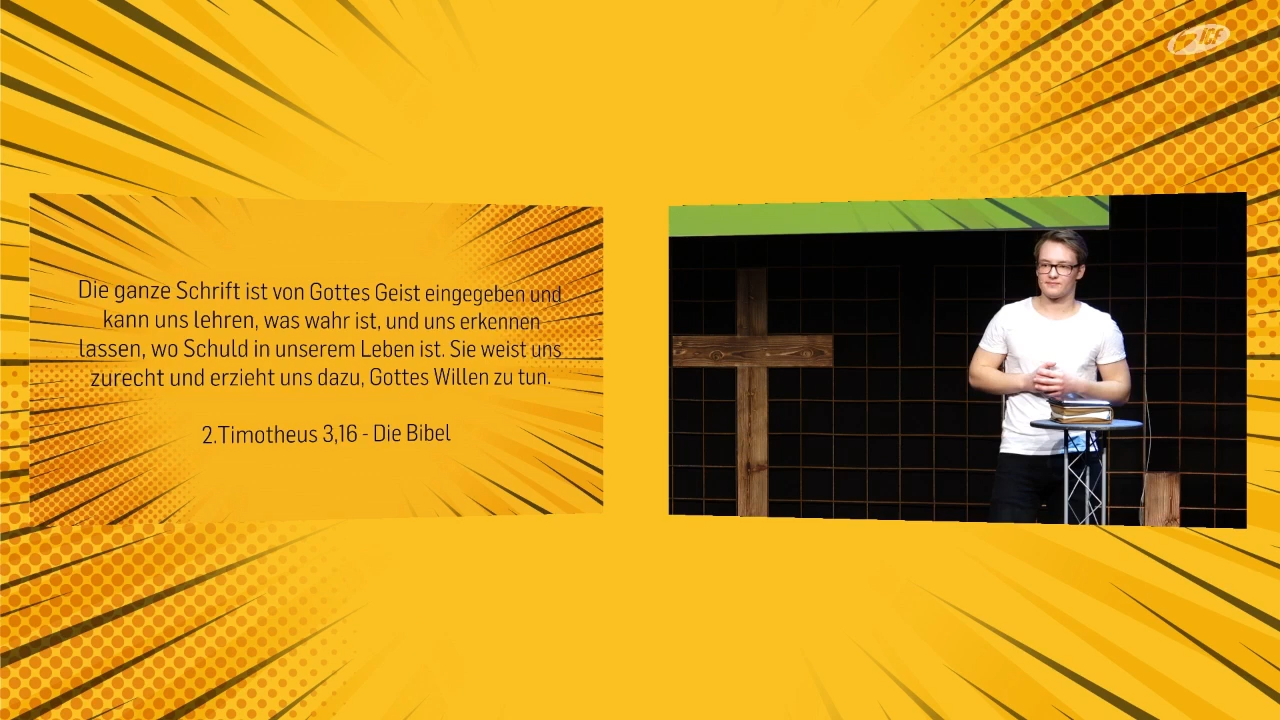 ICF
Die ganze Schrift ist von Gottes Geist eingegeben und
kann uns lehren, was wahr ist, und uns erkennen
lassen, wo Schuld in unserem Leben ist. Sie weist uns
zurecht und erzieht uns dazu, Gottes Willen zu tun.
2.Timotheus 3,16 - Die Bibel